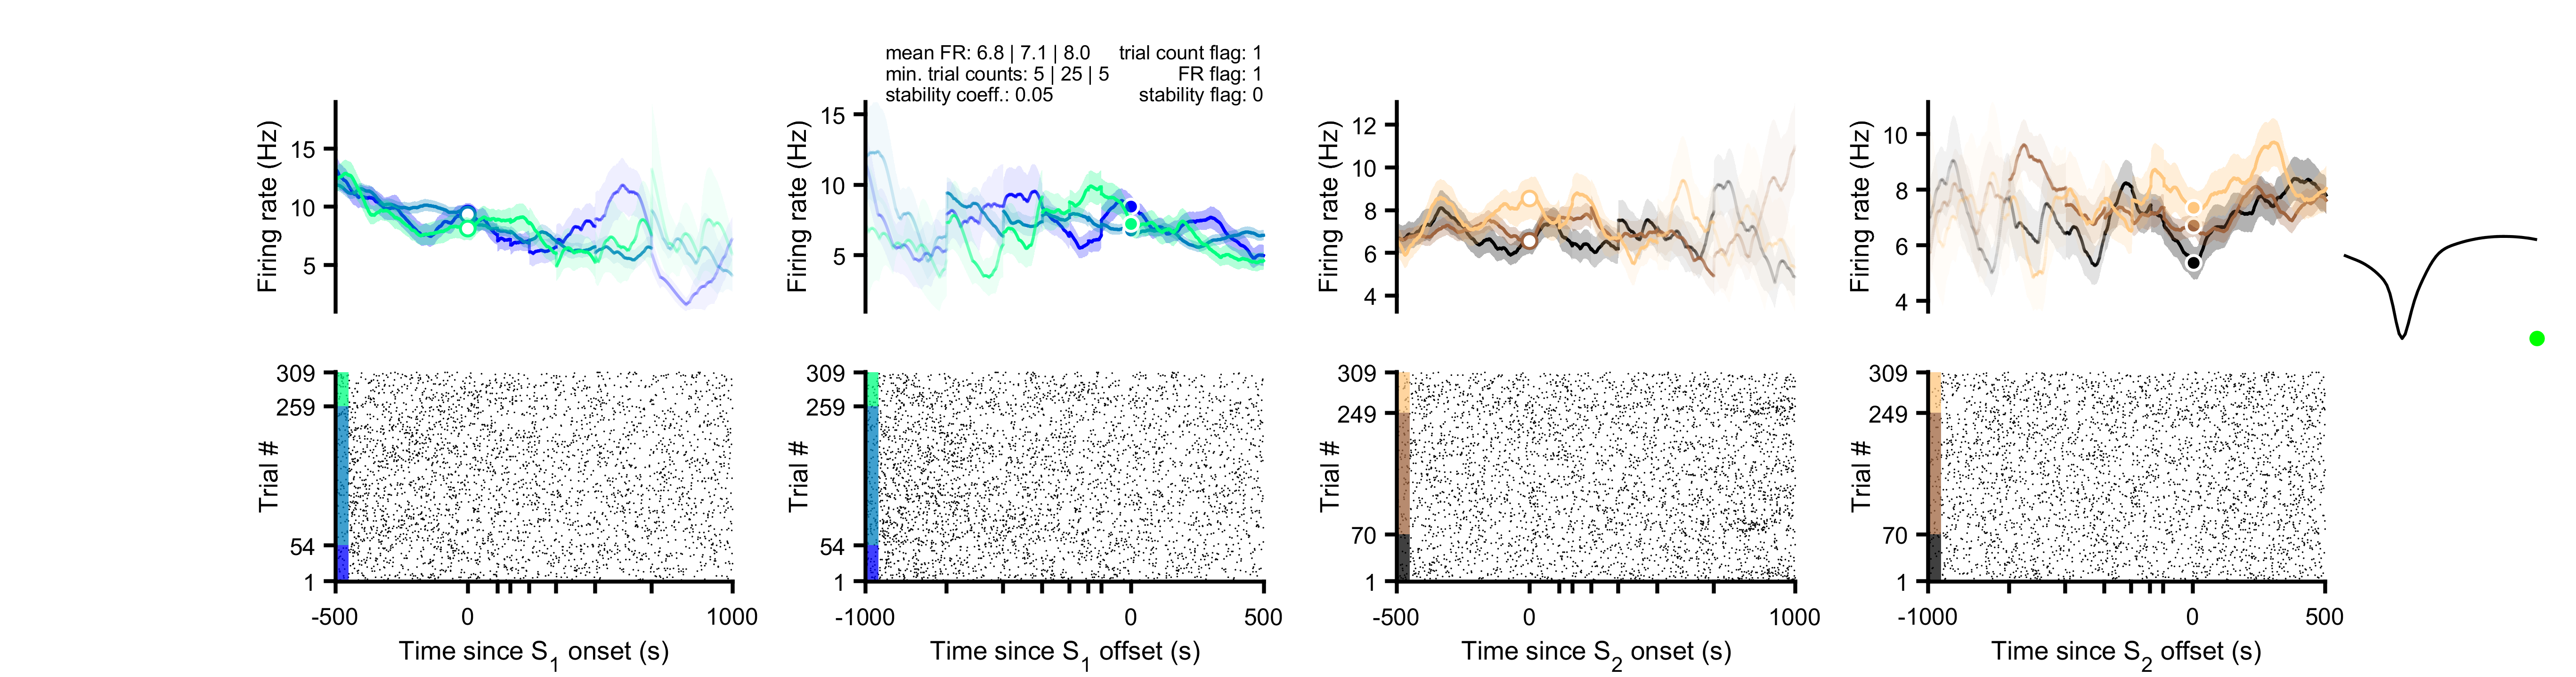 mean FR: 6.8 | 7.1 | 8.0
trial count flag: 1
min. trial counts: 5 | 25 | 5
FR flag: 1
stability coeff.: 0.05
stability flag: 0
Firing rate (Hz)
15
10
5
Firing rate (Hz)
15
10
5
Firing rate (Hz)
12
10
8
6
4
Firing rate (Hz)
10
8
6
4
Trial #
309
259
54
1
-500
0
1000
Time since S1 onset (s)
Trial #
309
259
54
1
-1000
0
500
Time since S1 offset (s)
Trial #
309
249
70
1
-500
0
1000
Time since S2 onset (s)
Trial #
309
249
70
1
-1000
0
500
Time since S2 offset (s)